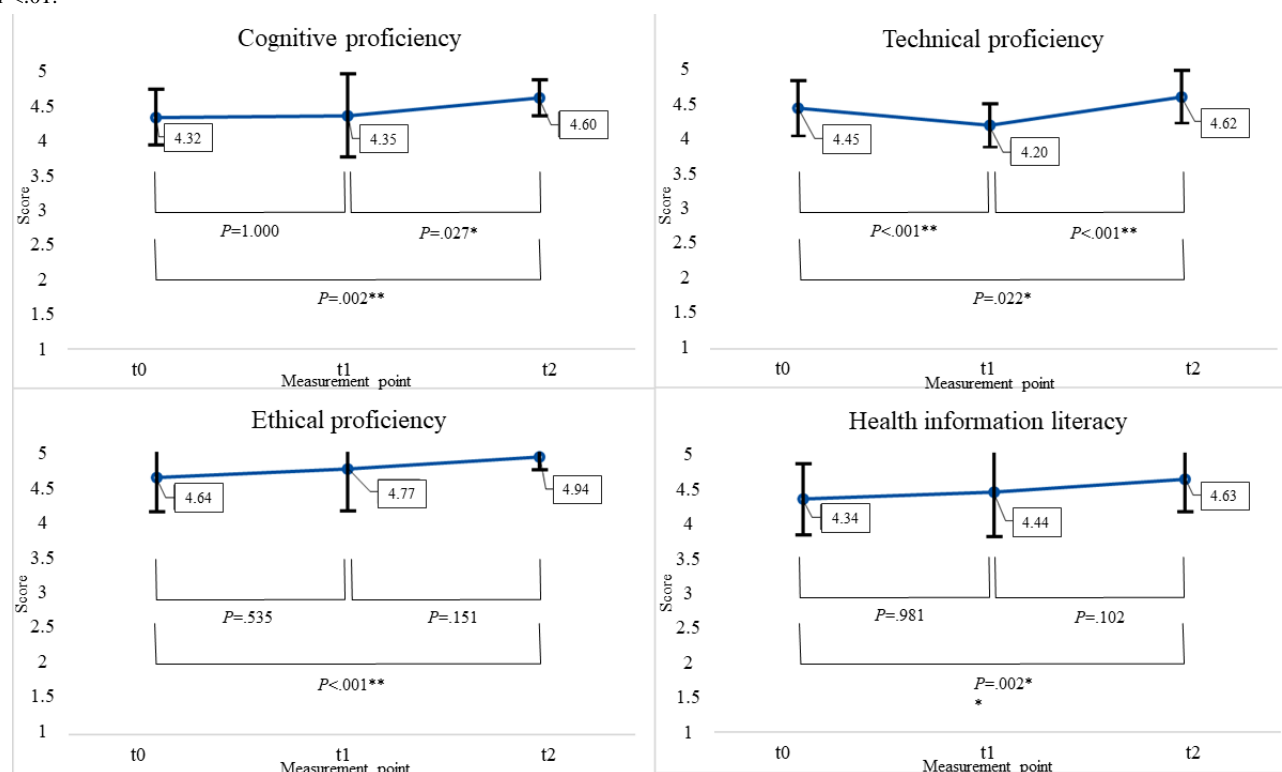 P<.01.
Cognitive proficiency
5
4.5
4
3.5
3
2.5
2
1.5
1
Score
4.32
4.35
4.60
P=1.000
P=.027*
P=.002**
t0
t1
t2
Measurement point
Technical proficiency
5
4.5
4
3.5
3
2.5
2
1.5
1
Score
4.45
4.20
4.62
P<.001**
P<.001**
P=.022*
t0
t1
t2
Measurement point
Ethical proficiency
5
4.5
4
3.5
3
2.5
2
1.5
1
Score
4.64
4.77
4.94
P=.535
P=.151
P<.001**
t0
t1
t2
Measurement point
Health information literacy
5
4.5
4
3.5
3
2.5
2
1.5
1
Score
4.34
4.44
4.63
P=.981
P=.102
P=.002*
*
t0
t1
t2
Measurement point